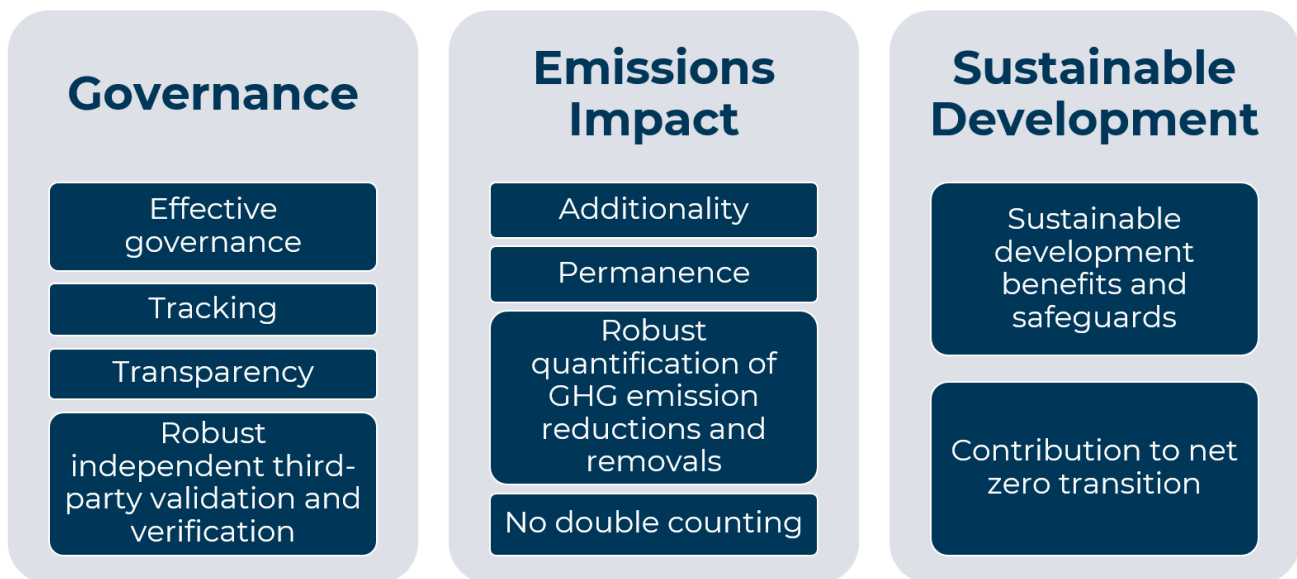 Governance
Effective
governance
Tracking
Transparency
Robust
independent third-
party validation and
verification
Emissions
Impact
Additionality
Permanence
Robust
quantification of
GHG emission
reductions and
removals
No double counting
Sustainable
Development
Sustainable
development
benefits and
safeguards
Contribution to net
zero transition